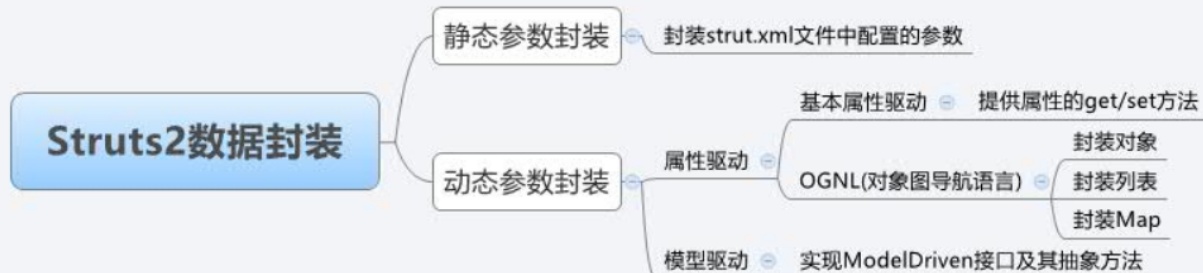 静态参数封装
封装strut.xml文件中配置的参数
Struts2数据封装
动态参数封装
属性驱动
基本属性驱动
提供属性的get/set方法
OGNL(对象图导航语言)
封装对象
封装列表
封装Map
模型驱动
实现ModelDriven接口及其抽象方法